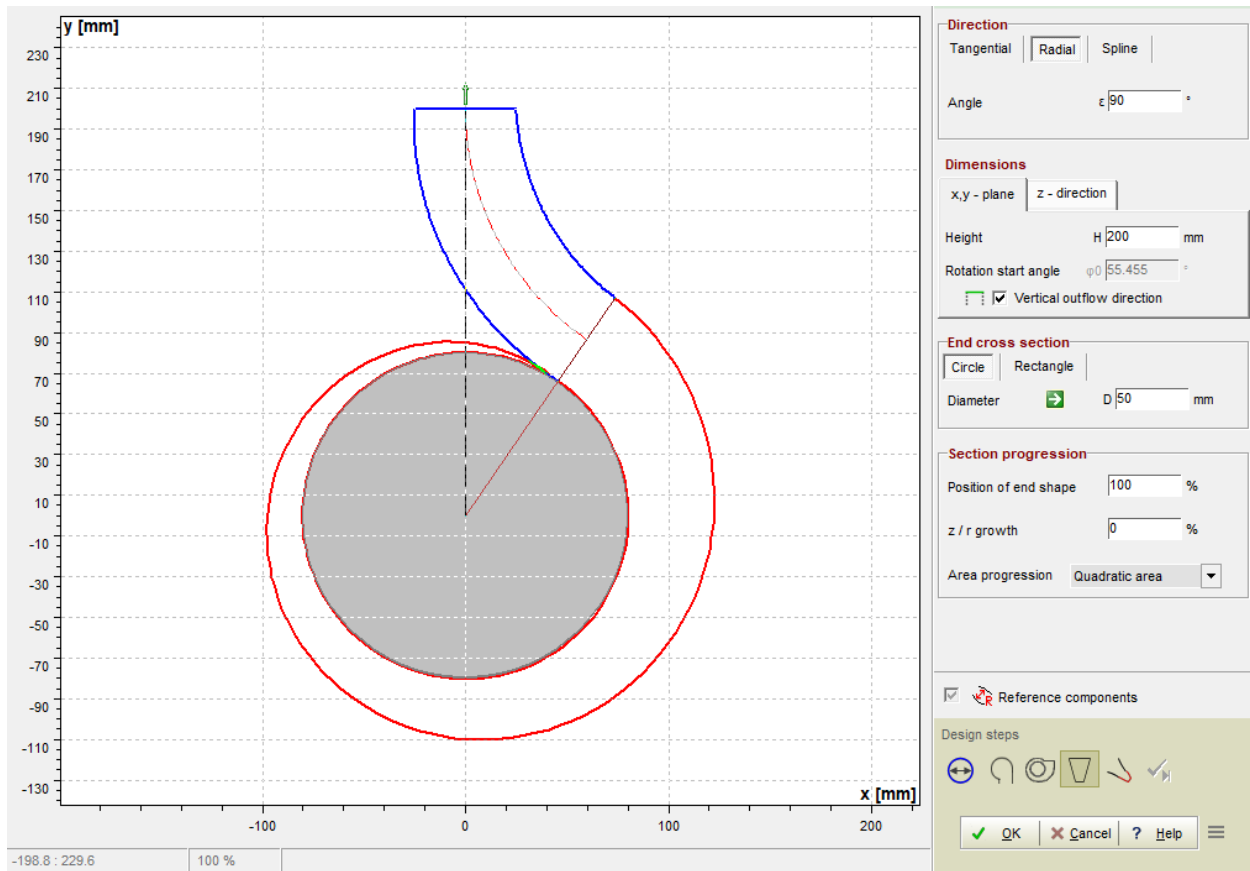 y [mm]
230
210
190
170
150
130
110
90
70
50
30
10
-10
-30
-50
-70
-90
-110
-130
x [mm]
-100 0 100 200
-198.8 : 229.6 100 %
Direction
Tangential Radial Spline
Angle ε 90 °
Dimensions
x,y - plane z - direction
Height H 200 mm
Rotation start angle φ0 55.455 °
Vertical outflow direction
End cross section
Circle Rectangle
Diameter D 50 mm
Section progression
Position of end shape 100 %
z / r growth 0 %
Area progression Quadratic area
R Reference components
Design steps
OK Cancel ? Help